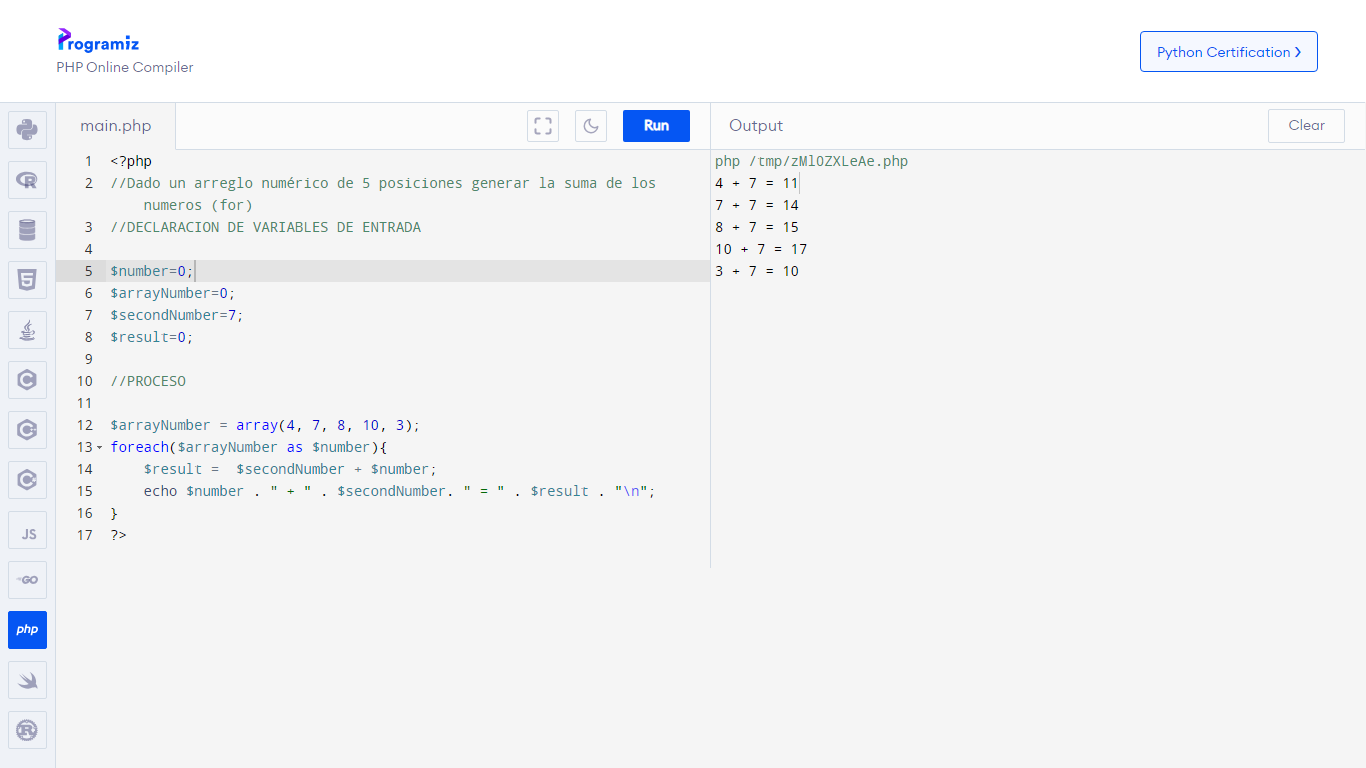 Programiz
PHP Online Compiler
Python Certification >
main.php
Run
Output
Clear
1 <?php
2 //Dado un arreglo numérico de 5 posiciones generar la suma de los
numeros (for)
3 //DECLARACION DE VARIABLES DE ENTRADA
4
5 $number=0;
6 $arrayNumber=0;
7 $secondNumber=7;
8 $result=0;
9
10 //PROCESO
11
12 $arrayNumber = array(4, 7, 8, 10, 3);
13 foreach($arrayNumber as $number){
14     $result =  $secondNumber + $number;
15     echo $number . " + " . $secondNumber. " = " . $result . "\n";
16 }
17 ?>
php /tmp/zMlOZXLeAe.php
4 + 7 = 11
7 + 7 = 14
8 + 7 = 15
10 + 7 = 17
3 + 7 = 10
R
5
C
C
C
JS
GO
php
R